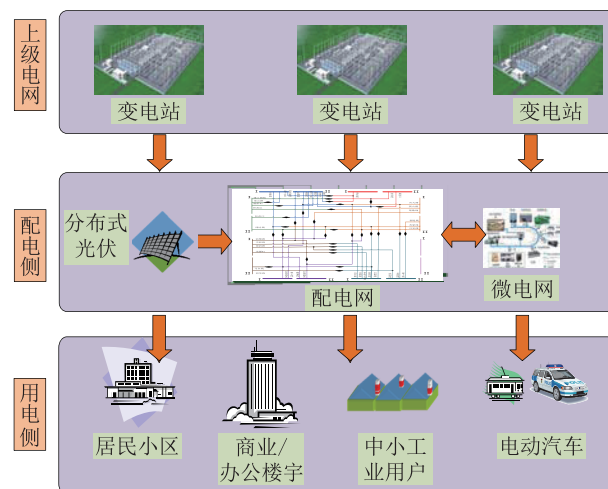 上级电网
变电站
变电站
变电站
配电侧
分布式
光伏
配电网
微电网
用电侧
居民小区
商业/
办公楼宇
中小工
业用户
电动汽车